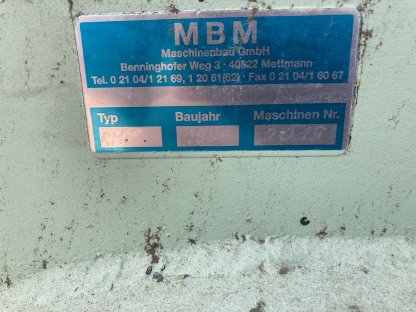 MBM
Maschinenbau GmbH
Benninghofer Weg 3 · 40822 Mettmann
Tel. 0 21 04/1 21 69, 1 20 61(62) · Fax 0 21 04/1 60 67
Typ Baujahr Maschinen Nr.